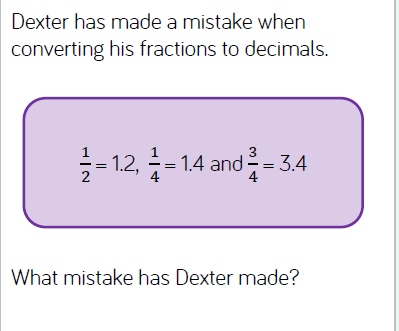 Dexter has made a mistake when
converting his fractions to decimals.
1/2 = 1.2, 1/4 = 1.4 and 3/4 = 3.4
What mistake has Dexter made?